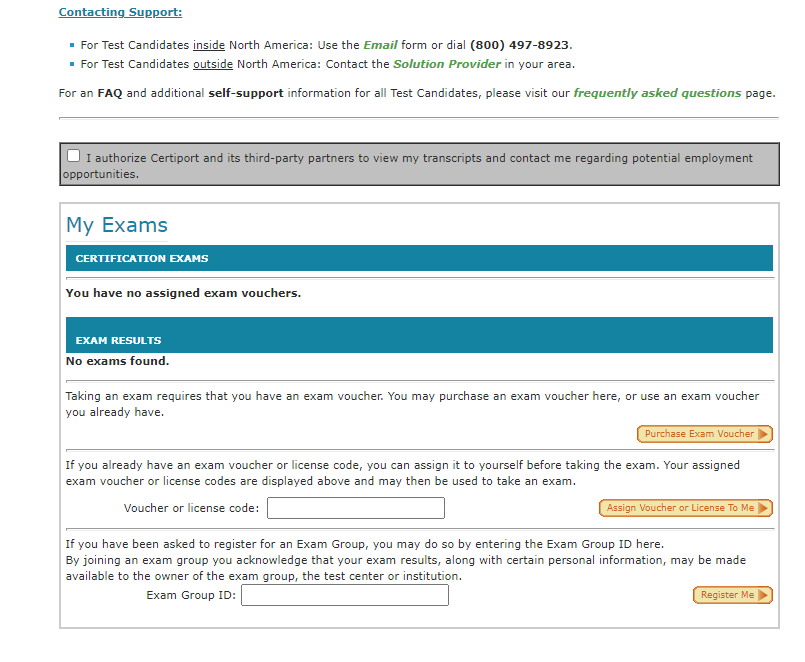 Contacting Support:
For Test Candidates inside North America: Use the Email form or dial (800) 497-8923.
For Test Candidates outside North America: Contact the Solution Provider in your area.
For an FAQ and additional self-support information for all Test Candidates, please visit our frequently asked questions page.
I authorize Certiport and its third-party partners to view my transcripts and contact me regarding potential employment
opportunities.
My Exams
CERTIFICATION EXAMS
You have no assigned exam vouchers.
EXAM RESULTS
No exams found.
Taking an exam requires that you have an exam voucher. You may purchase an exam voucher here, or use an exam voucher
you already have.
Purchase Exam Voucher
If you already have an exam voucher or license code, you can assign it to yourself before taking the exam. Your assigned
exam voucher or license codes are displayed above and may then be used to take an exam.
Voucher or license code:
Assign Voucher or License To Me
If you have been asked to register for an Exam Group, you may do so by entering the Exam Group ID here.
By joining an exam group you acknowledge that your exam results, along with certain personal information, may be made
available to the owner of the exam group, the test center or institution.
Exam Group ID:
Register Me